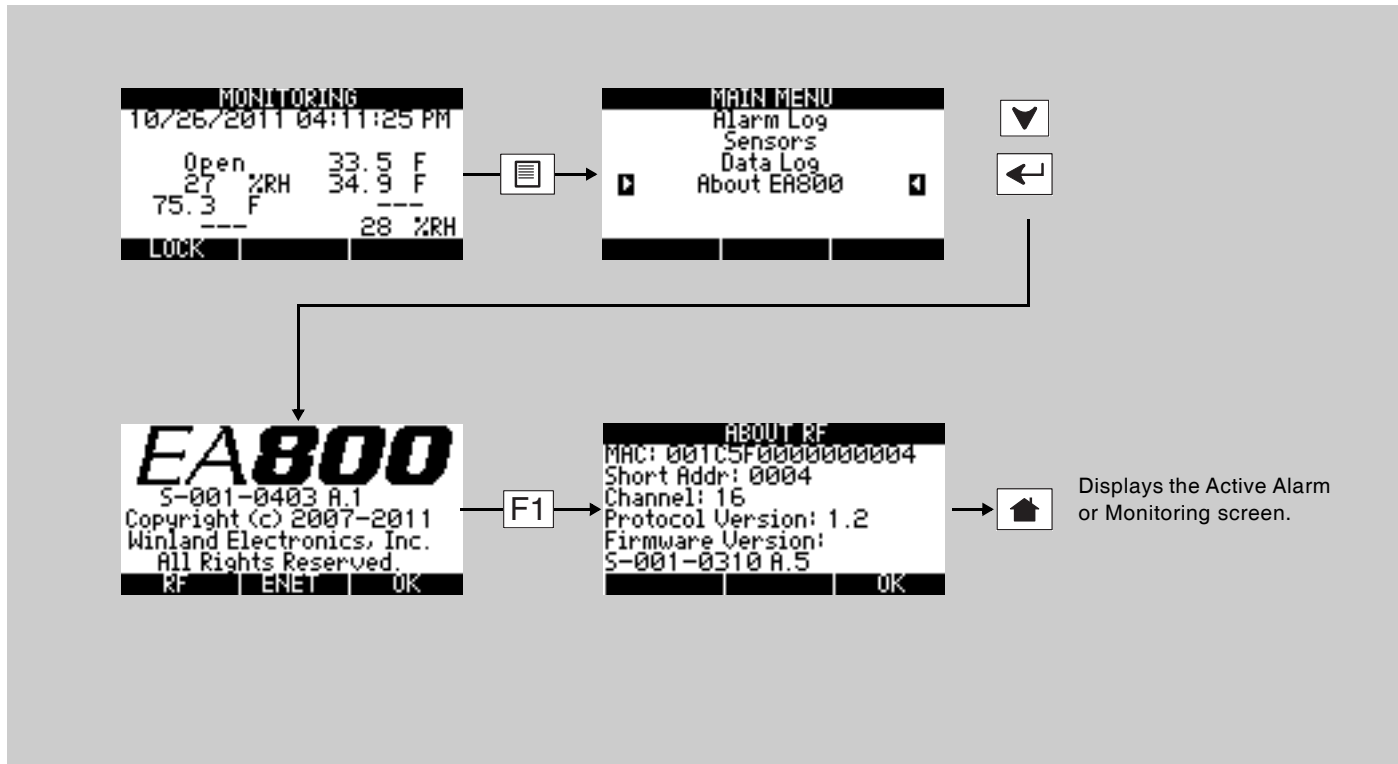 MONITORING
10/26/2011 04:11:25 PM
Open 33.5 F
27 %RH 34.9 F
75.3 F ---
--- 28 %RH
LOCK
MAIN MENU
Alarm Log
Sensors
Data Log
About EA800
EA800
S-001-0403 A.1
Copyright (c) 2007-2011
Winland Electronics, Inc.
All Rights Reserved.
RF ENET OK
F1
ABOUT RF
MAC: 001C5F0000000004
Short Addr: 0004
Channel: 16
Protocol Version: 1.2
Firmware Version:
S-001-0310 A.5
OK
Displays the Active Alarm
or Monitoring screen.